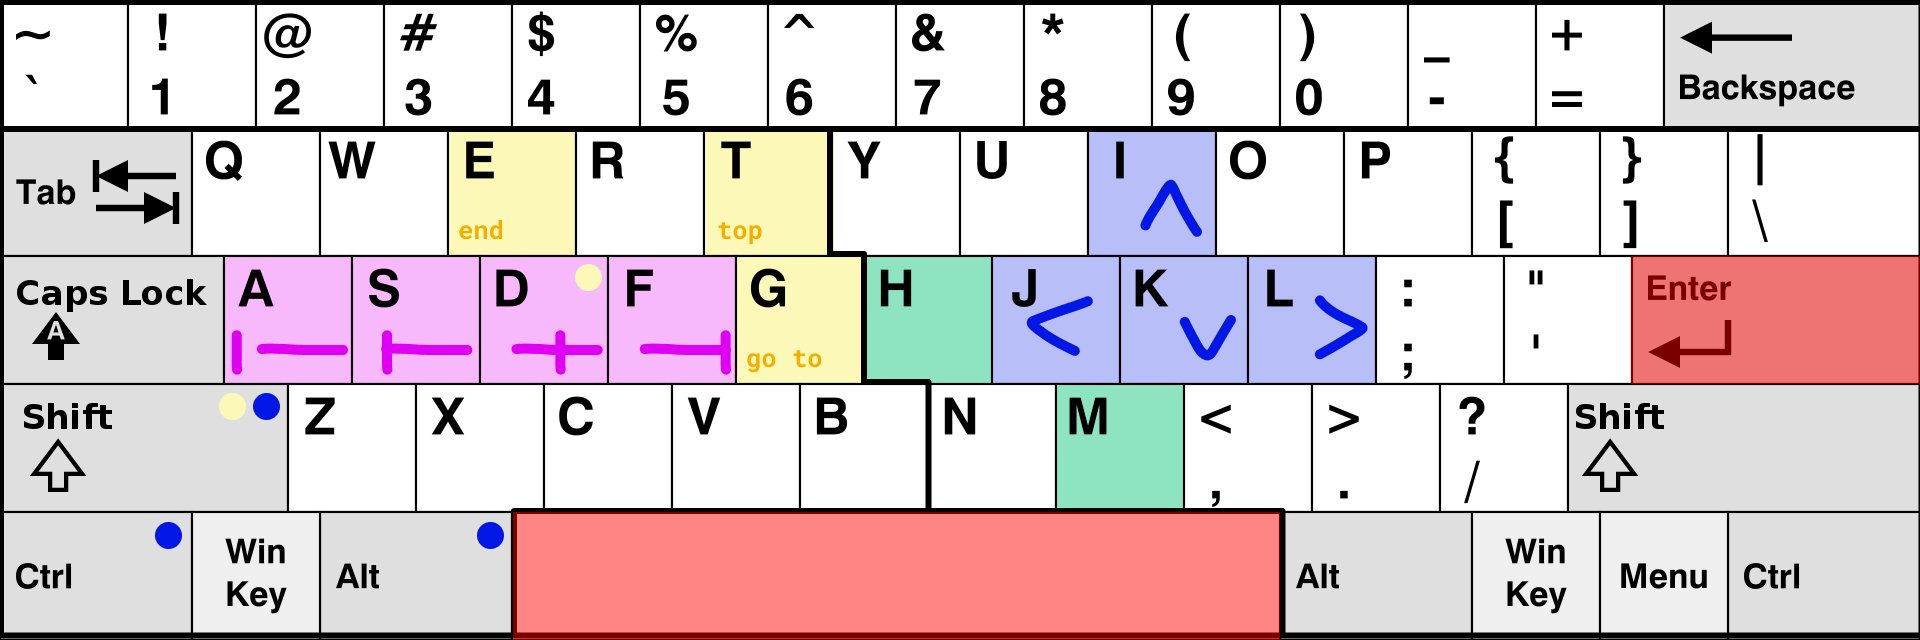 ~ ! @ # $ % ^ & * ( ) _ +
` 1 2 3 4 5 6 7 8 9 0 - = Backspace
Tab Q W E R T Y U I O P { } |
end top [ ] \
Caps Lock A S D F G H J K L : " Enter
A go to ; '
Shift Z X C V B N M < > ? Shift
, . /
Ctrl Win Key Alt Alt Win Key Menu Ctrl